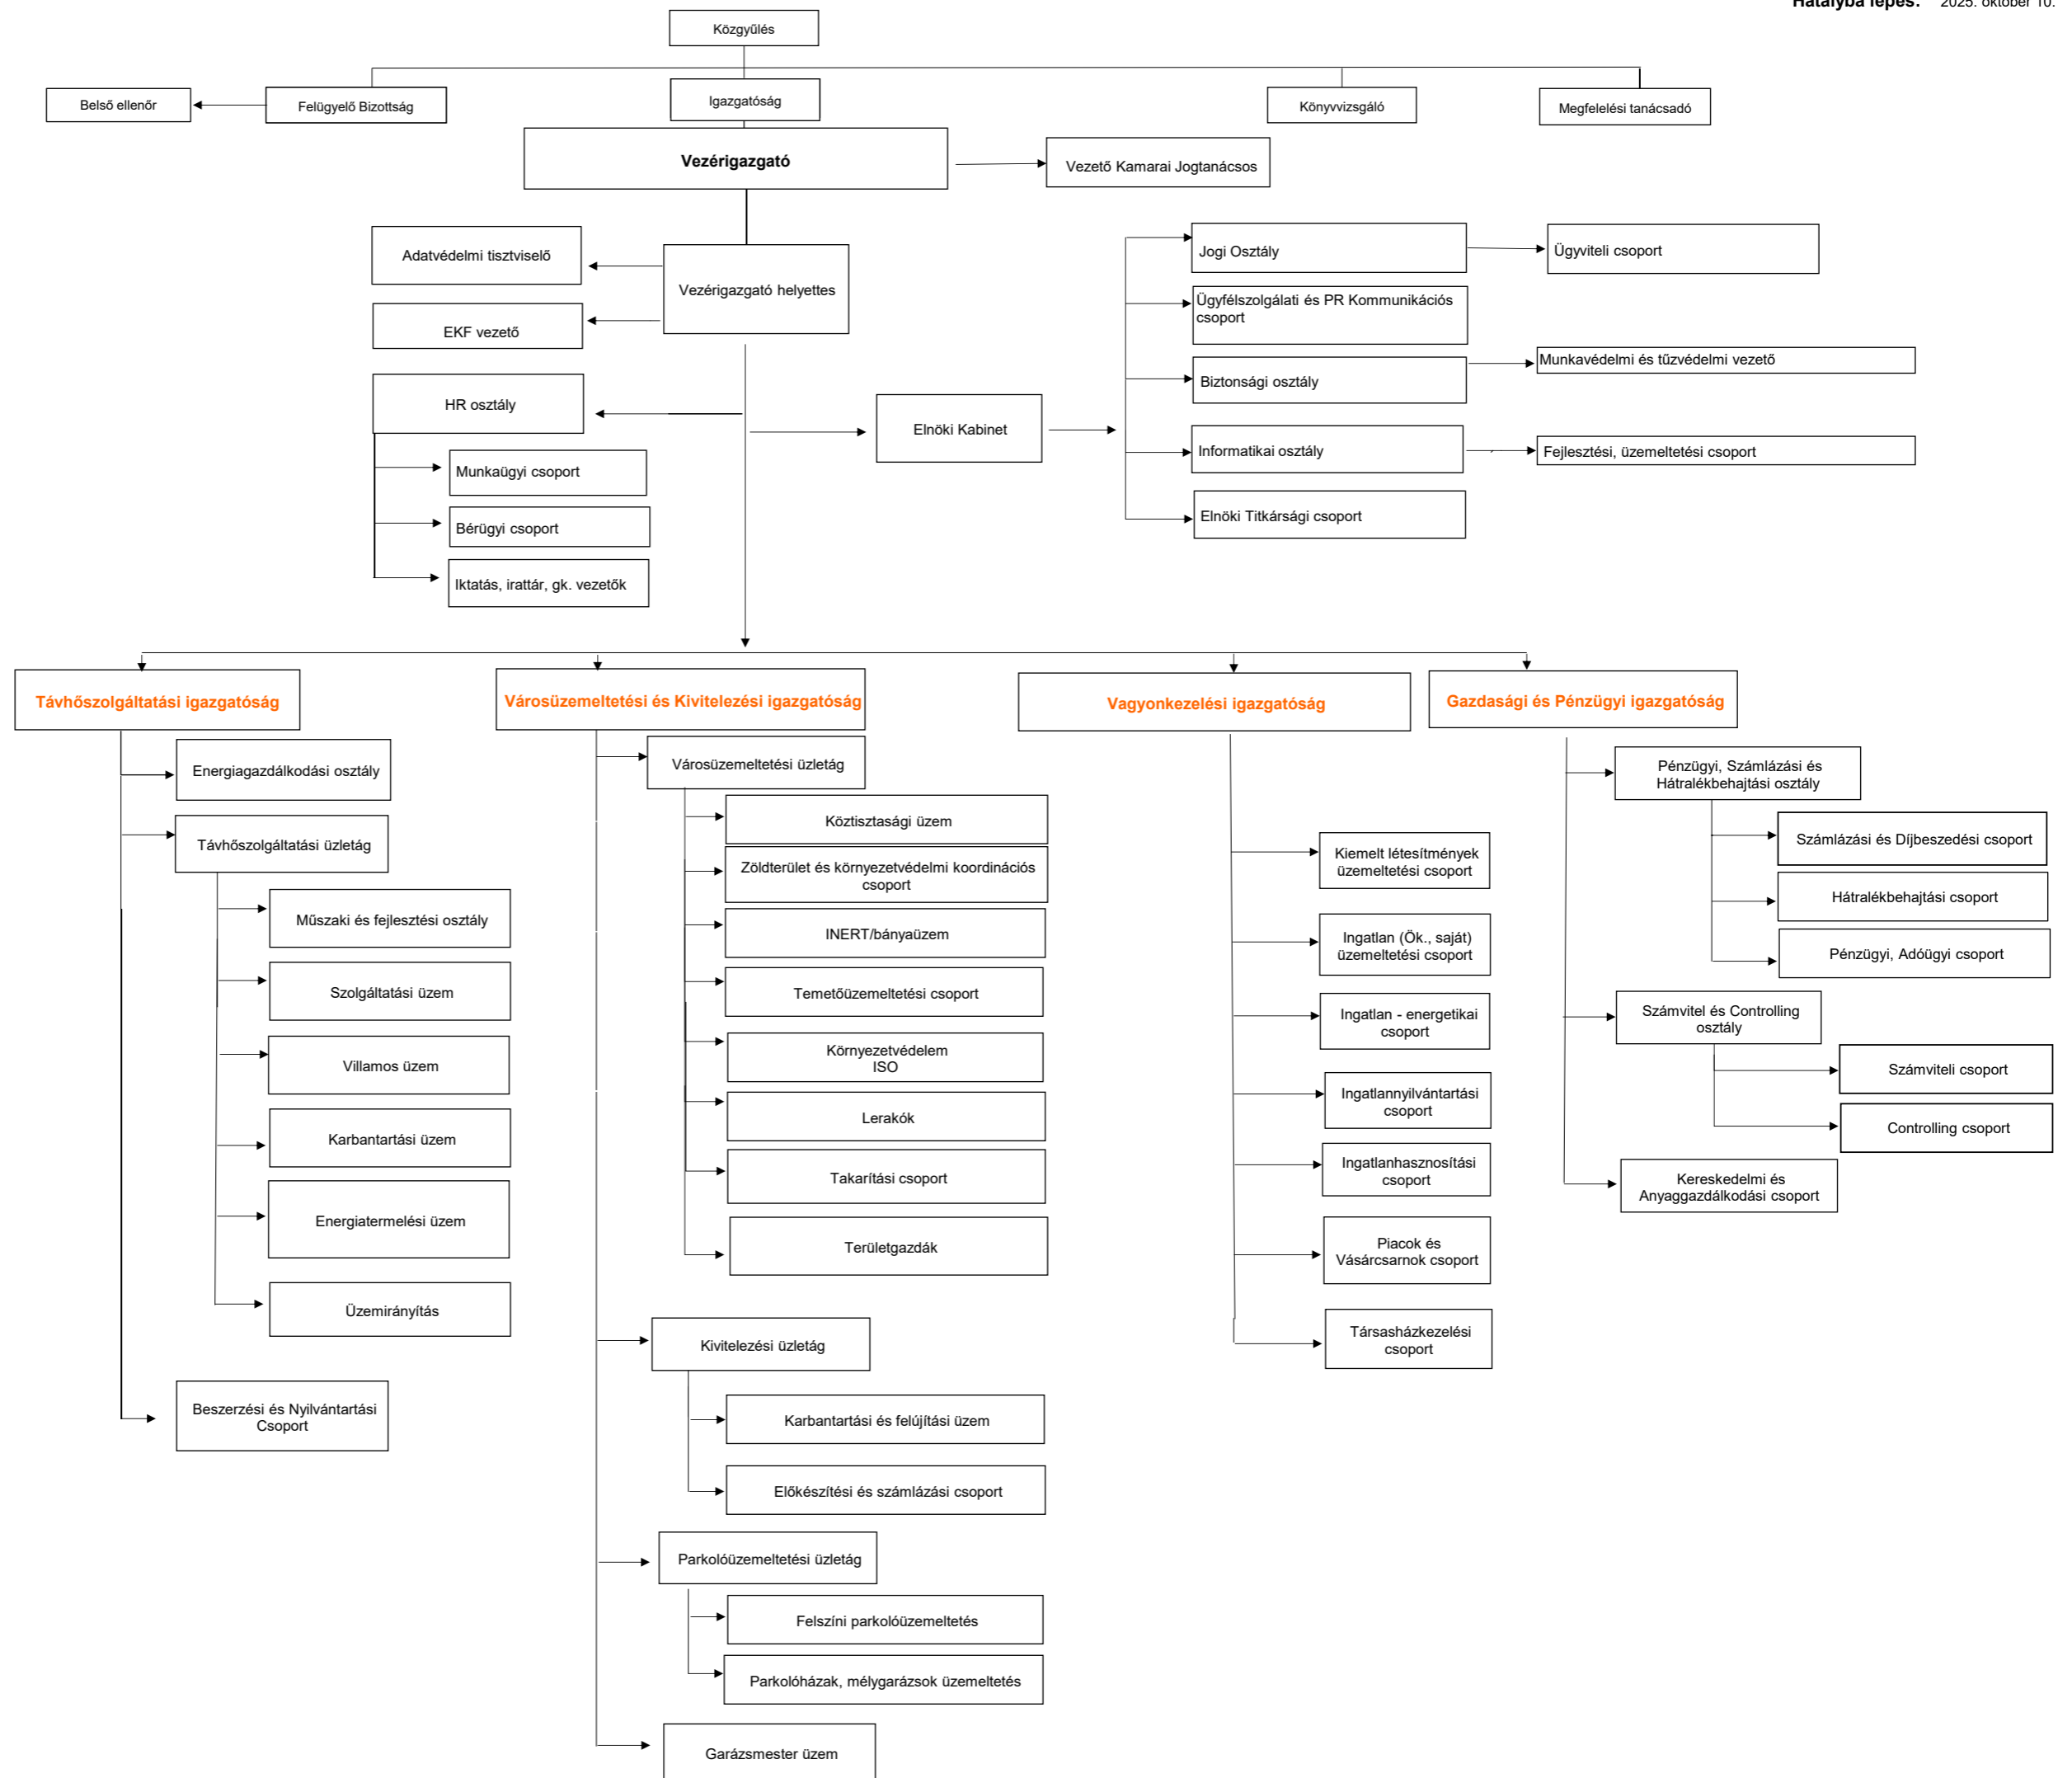 Hatályba lépés: 2025. október 10.
Közgyűlés
Belső ellenőr
Felügyelő Bizottság
Igazgatóság
Könyvvizsgáló
Megfelelési tanácsadó
Vezérigazgató
Vezető Kamarai Jogtanácsos
Adatvédelmi tisztviselő
Vezérigazgató helyettes
EKF vezető
HR osztály
Munkaügyi csoport
Bérügyi csoport
Iktatás, irattár, gk. vezetők
Elnöki Kabinet
Jogi Osztály
Ügyviteli csoport
Ügyfélszolgálati és PR Kommunikációs
csoport
Biztonsági osztály
Munkavédelmi és tűzvédelmi vezető
Informatikai osztály
Fejlesztési, üzemeltetési csoport
Elnöki Titkársági csoport
Távhőszolgáltatási igazgatóság
Energiagazdálkodási osztály
Távhőszolgáltatási üzletág
Műszaki és fejlesztési osztály
Szolgáltatási üzem
Villamos üzem
Karbantartási üzem
Energiatermelési üzem
Üzemirányítás
Beszerzési és Nyilvántartási
Csoport
Városüzemeltetési és Kivitelezési igazgatóság
Városüzemeltetési üzletág
Köztisztasági üzem
Zöldterület és környezetvédelmi koordinációs
csoport
INERT/bányaüzem
Temetőüzemeltetési csoport
Környezetvédelem
ISO
Lerakók
Takarítási csoport
Területgazdák
Kivitelezési üzletág
Karbantartási és felújítási üzem
Előkészítési és számlázási csoport
Parkolóüzemeltetési üzletág
Felszíni parkolóüzemeltetés
Parkolóházak, mélygarázsok üzemeltetés
Garázsmester üzem
Vagyonkezelési igazgatóság
Kiemelt létesítmények
üzemeltetési csoport
Ingatlan (Ök., saját)
üzemeltetési csoport
Ingatlan - energetikai
csoport
Ingatlannyilvántartási
csoport
Ingatlanhasznosítási
csoport
Piacok és
Vásárcsarnok csoport
Társasházkezelési
csoport
Gazdasági és Pénzügyi igazgatóság
Pénzügyi, Számlázási és
Hátralékbehajtási osztály
Számlázási és Díjbeszedési csoport
Hátralékbehajtási csoport
Pénzügyi, Adóügyi csoport
Számvitel és Controlling
osztály
Számviteli csoport
Controlling csoport
Kereskedelmi és
Anyaggazdálkodási csoport